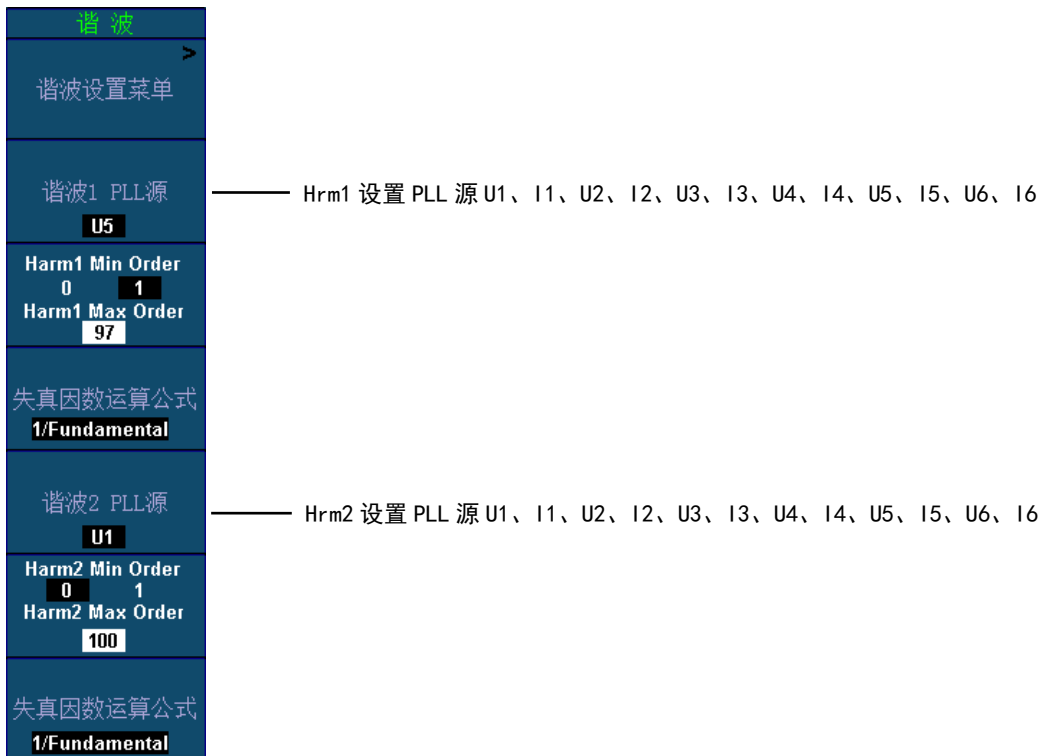 谐 波
>
谐波设置菜单
谐波1 PLL源
U5
Hrm1 设置 PLL 源 U1、I1、U2、I2、U3、I3、U4、I4、U5、I5、U6、I6
Harm1 Min Order
0 1
Harm1 Max Order
97
失真因数运算公式
1/Fundamental
谐波2 PLL源
U1
Hrm2 设置 PLL 源 U1、I1、U2、I2、U3、I3、U4、I4、U5、I5、U6、I6
Harm2 Min Order
0 1
Harm2 Max Order
100
失真因数运算公式
1/Fundamental